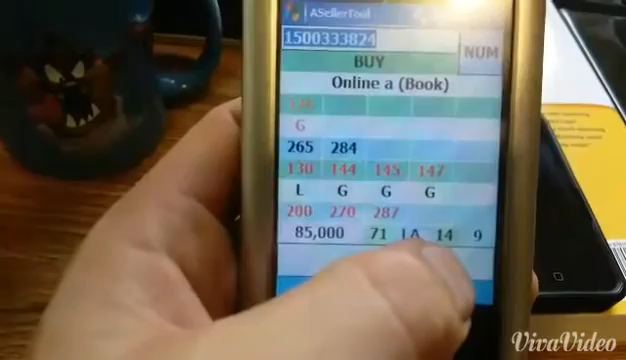 ASellerTool
1500333824
NUM
BUY
Online a (Book)
G
265 284
130 144 145 147
L G G G
200 270 287
85,000 71 LA 14 9
VivaVideo